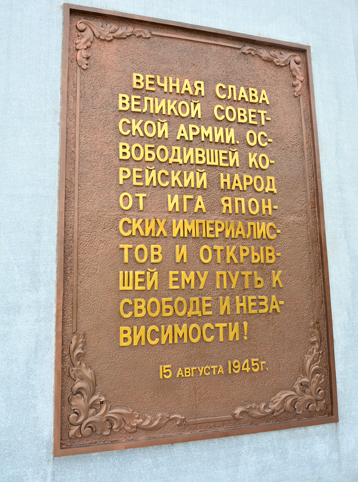 ВЕЧНАЯ СЛАВА
ВЕЛИКОЙ СОВЕТ-
СКОЙ АРМИИ, ОС-
ВОБОДИВШЕЙ КО-
РЕЙСКИЙ НАРОД
ОТ ИГА ЯПОН-
СКИХ ИМПЕРИАЛИС-
ТОВ И ОТКРЫВ-
ШЕЙ ЕМУ ПУТЬ К
СВОБОДЕ И НЕЗА-
ВИСИМОСТИ!
15 АВГУСТА 1945г.